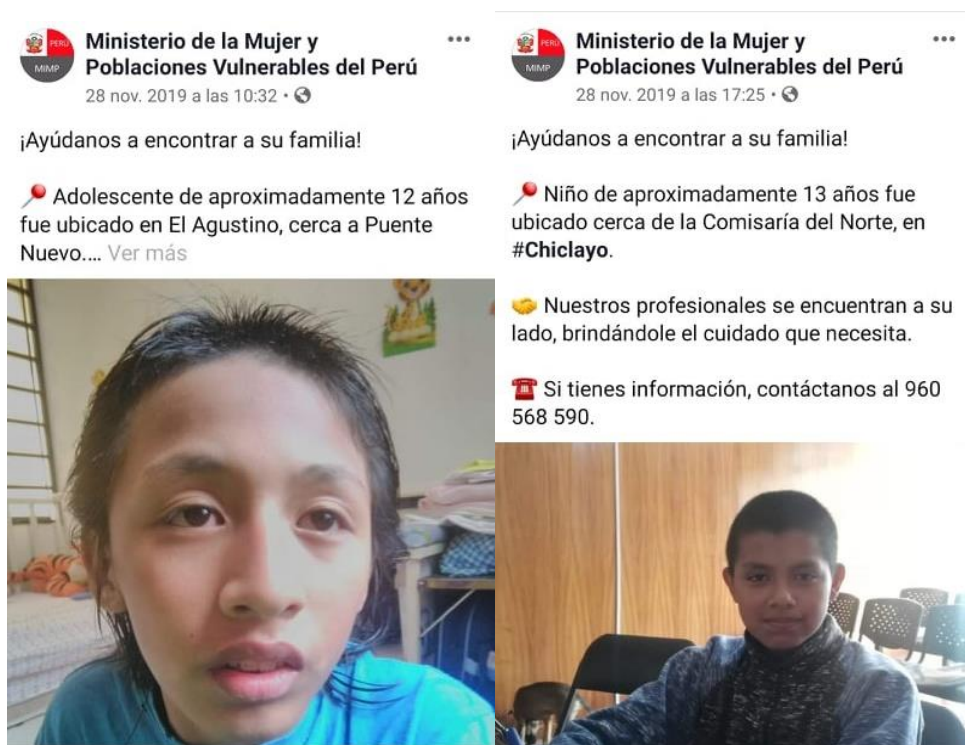 PERÚ
MIMP
Ministerio de la Mujer y
Poblaciones Vulnerables del Perú
28 nov. 2019 a las 10:32 ·
¡Ayúdanos a encontrar a su familia!
Adolescente de aproximadamente 12 años
fue ubicado en El Agustino, cerca a Puente
Nuevo.... Ver más
PERÚ
MIMP
Ministerio de la Mujer y
Poblaciones Vulnerables del Perú
28 nov. 2019 a las 17:25 ·
¡Ayúdanos a encontrar a su familia!
Niño de aproximadamente 13 años fue
ubicado cerca de la Comisaría del Norte, en
#Chiclayo.
Nuestros profesionales se encuentran a su
lado, brindándole el cuidado que necesita.
Si tienes información, contáctanos al 960
568 590.